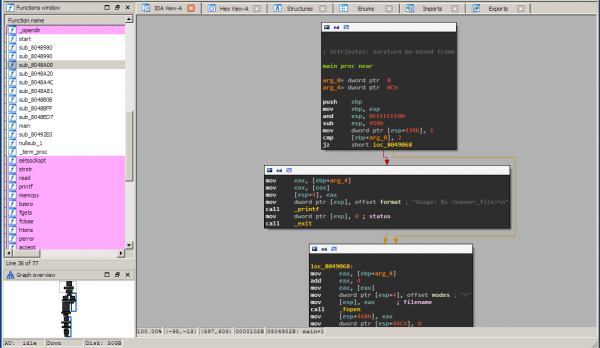 Functions window
Function name
_opendir
start
sub_8048980
sub_8048990
sub_8048A00
sub_8048A20
sub_8048A4C
sub_8048A81
sub_8048B0B
sub_8048BFF
sub_8048ED7
main
sub_80492E0
nullsub_1
_term_proc
setsockopt
strstr
read
printf
memcpy
bzero
fgets
fclose
htons
perror
accept
Line 36 of 77
Graph overview
IDA View-A
Hex View-A
Structures
Enums
Imports
Exports
; Attributes: noreturn bp-based frame
main proc near
arg_0= dword ptr 8
arg_4= dword ptr 0Ch
push ebp
mov ebp, esp
and esp, 0FFFFFFF0h
sub esp, 450h
mov dword ptr [esp+434h], 1
cmp [ebp+arg_0], 2
jz short loc_8049068
mov eax, [ebp+arg_4]
mov eax, [eax]
mov [esp+4], eax
mov dword ptr [esp], offset format ; "Usage: %s <banner_file>\n"
call _printf
mov dword ptr [esp], 0 ; status
call _exit
loc_8049068:
mov eax, [ebp+arg_4]
add eax, 4
mov eax, [eax]
mov dword ptr [esp+4], offset modes ; "r"
mov [esp], eax ; filename
call _fopen
mov [esp+448h], eax
mov dword ptr [esp+44Ch], 0
100.00% (-95,-13) (597,603) 0000102B 0804902B: main+1
AU: idle Down Disk: 30GB